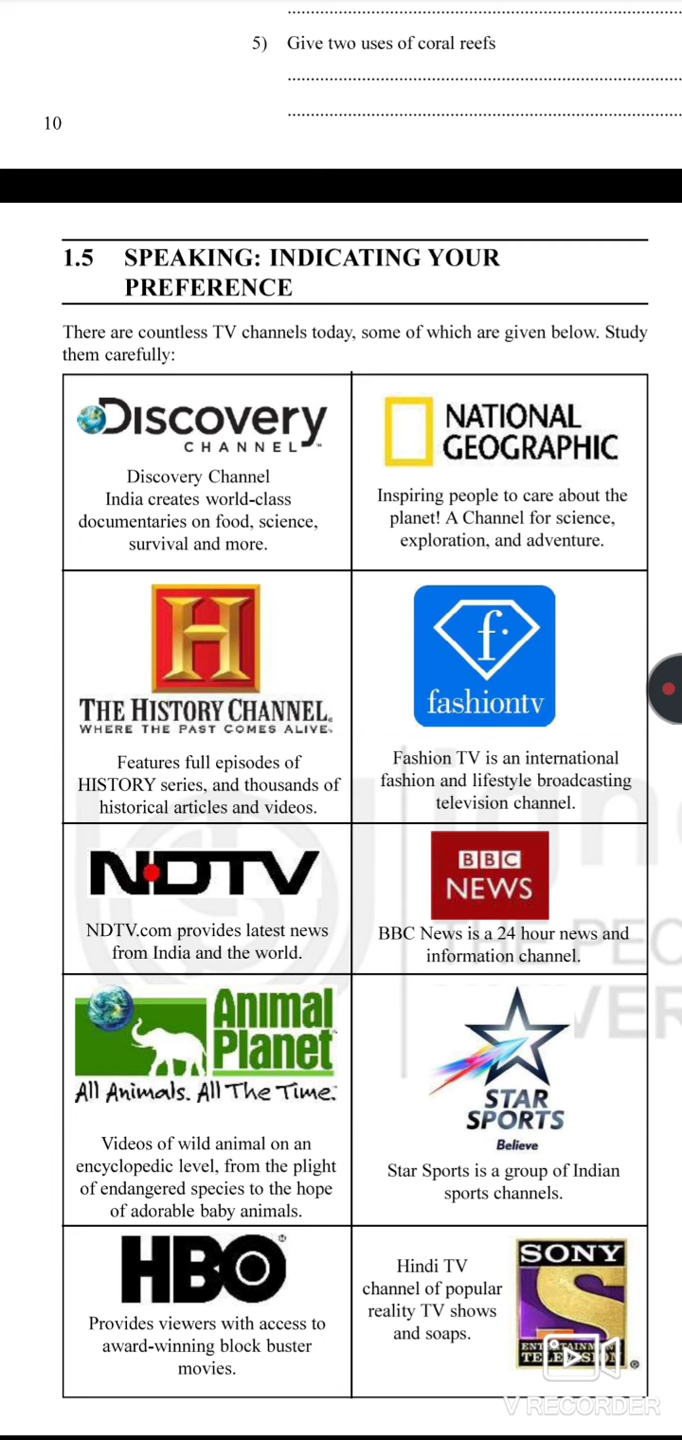 5) Give two uses of coral reefs
10
1.5 SPEAKING: INDICATING YOUR
PREFERENCE
There are countless TV channels today, some of which are given below. Study
them carefully:
Discovery
CHANNEL
Discovery Channel
India creates world-class
documentaries on food, science,
survival and more.
NATIONAL
GEOGRAPHIC
Inspiring people to care about the
planet! A Channel for science,
exploration, and adventure.
H
THE HISTORY CHANNEL.
WHERE THE PAST COMES ALIVE.
Features full episodes of
HISTORY series, and thousands of
historical articles and videos.
f.
fashiontv
Fashion TV is an international
fashion and lifestyle broadcasting
television channel.
NDTV
NDTV.com provides latest news
from India and the world.
BBC
NEWS
BBC News is a 24 hour news and
information channel.
Animal
Planet
All Animals. All The Time.
Videos of wild animal on an
encyclopedic level, from the plight
of endangered species to the hope
of adorable baby animals.
STAR
SPORTS
Believe
Star Sports is a group of Indian
sports channels.
HBO
Provides viewers with access to
award-winning block buster
movies.
Hindi TV
channel of popular
reality TV shows
and soaps.
SONY
S
ENTERTAINMENT
TELEVISION
V RECORDER